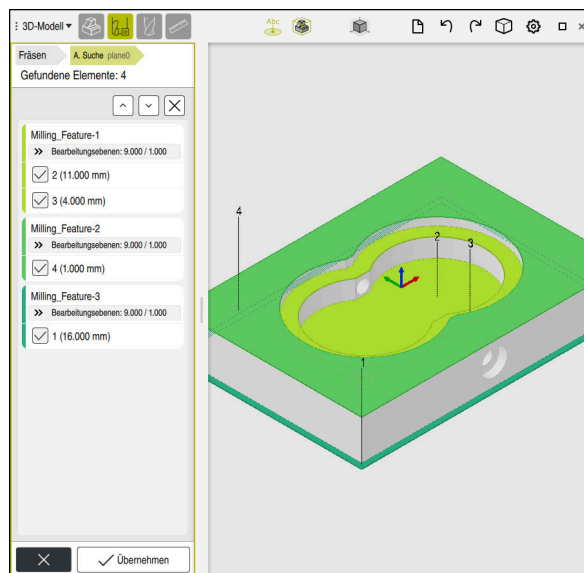 3D-Modell
Abc
Fräsen
A. Suche plane0
Gefundene Elemente: 4
Milling_Feature-1
Bearbeitungsebenen: 9.000 / 1.000
2 (11.000 mm)
3 (4.000 mm)
Milling_Feature-2
Bearbeitungsebenen: 9.000 / 1.000
4 (1.000 mm)
Milling_Feature-3
Bearbeitungsebenen: 9.000 / 1.000
1 (16.000 mm)
4
2
3
1
Übernehmen